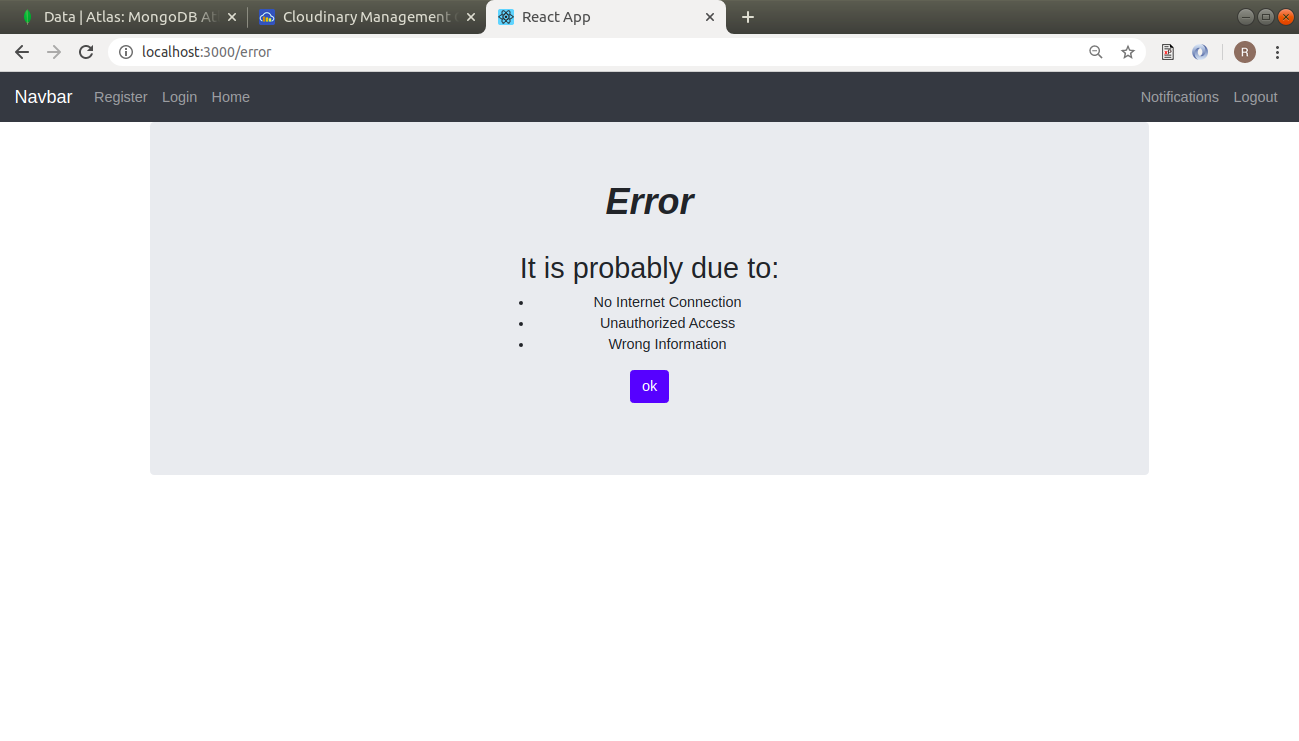 Data | Atlas: MongoDB At
Cloudinary Management
React App
localhost:3000/error
R
Navbar
Register
Login
Home
Notifications
Logout
Error
It is probably due to:
• No Internet Connection
• Unauthorized Access
• Wrong Information
ok